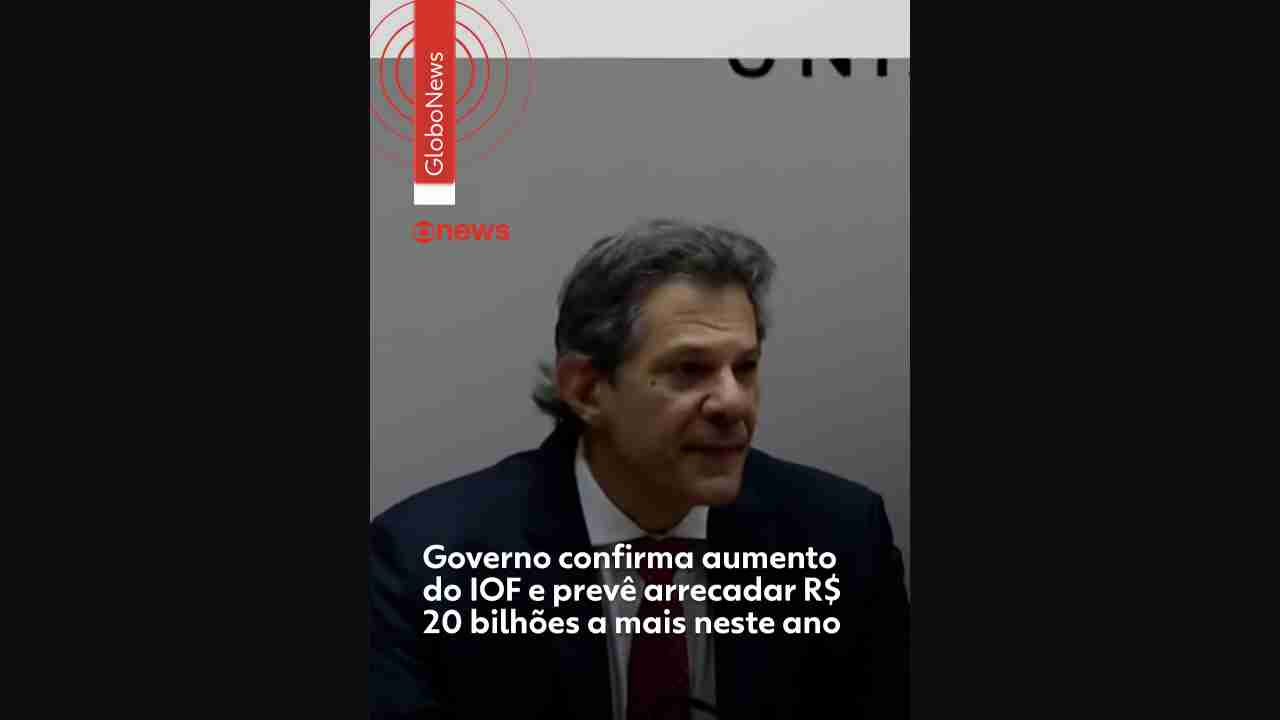 GloboNews
news
Governo confirma aumento
do IOF e prevê arrecadar R$
20 bilhões a mais neste ano